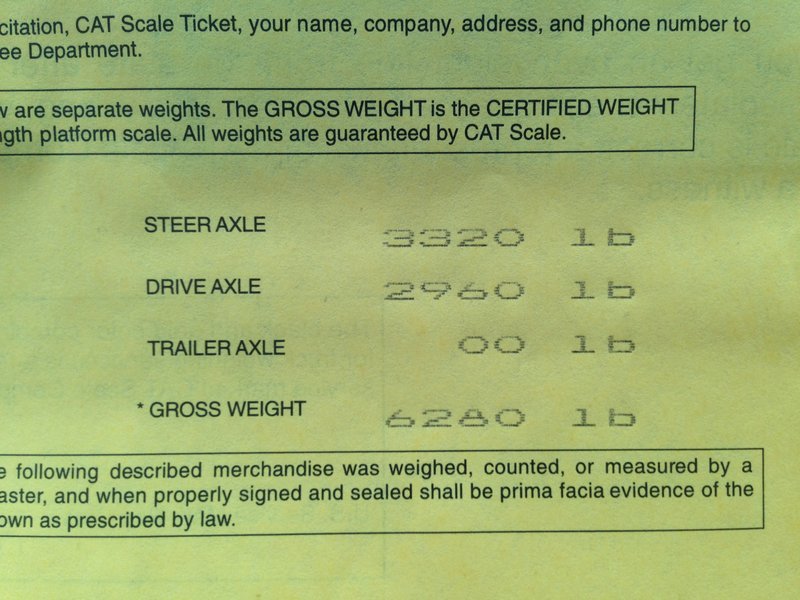 citation, CAT Scale Ticket, your name, company, address, and phone number to
ee Department.
w are separate weights. The GROSS WEIGHT is the CERTIFIED WEIGHT
ngth platform scale. All weights are guaranteed by CAT Scale.
STEER AXLE 3320 lb
DRIVE AXLE 2960 lb
TRAILER AXLE 00 lb
* GROSS WEIGHT 6280 lb
e following described merchandise was weighed, counted, or measured by a
aster, and when properly signed and sealed shall be prima facia evidence of the
own as prescribed by law.